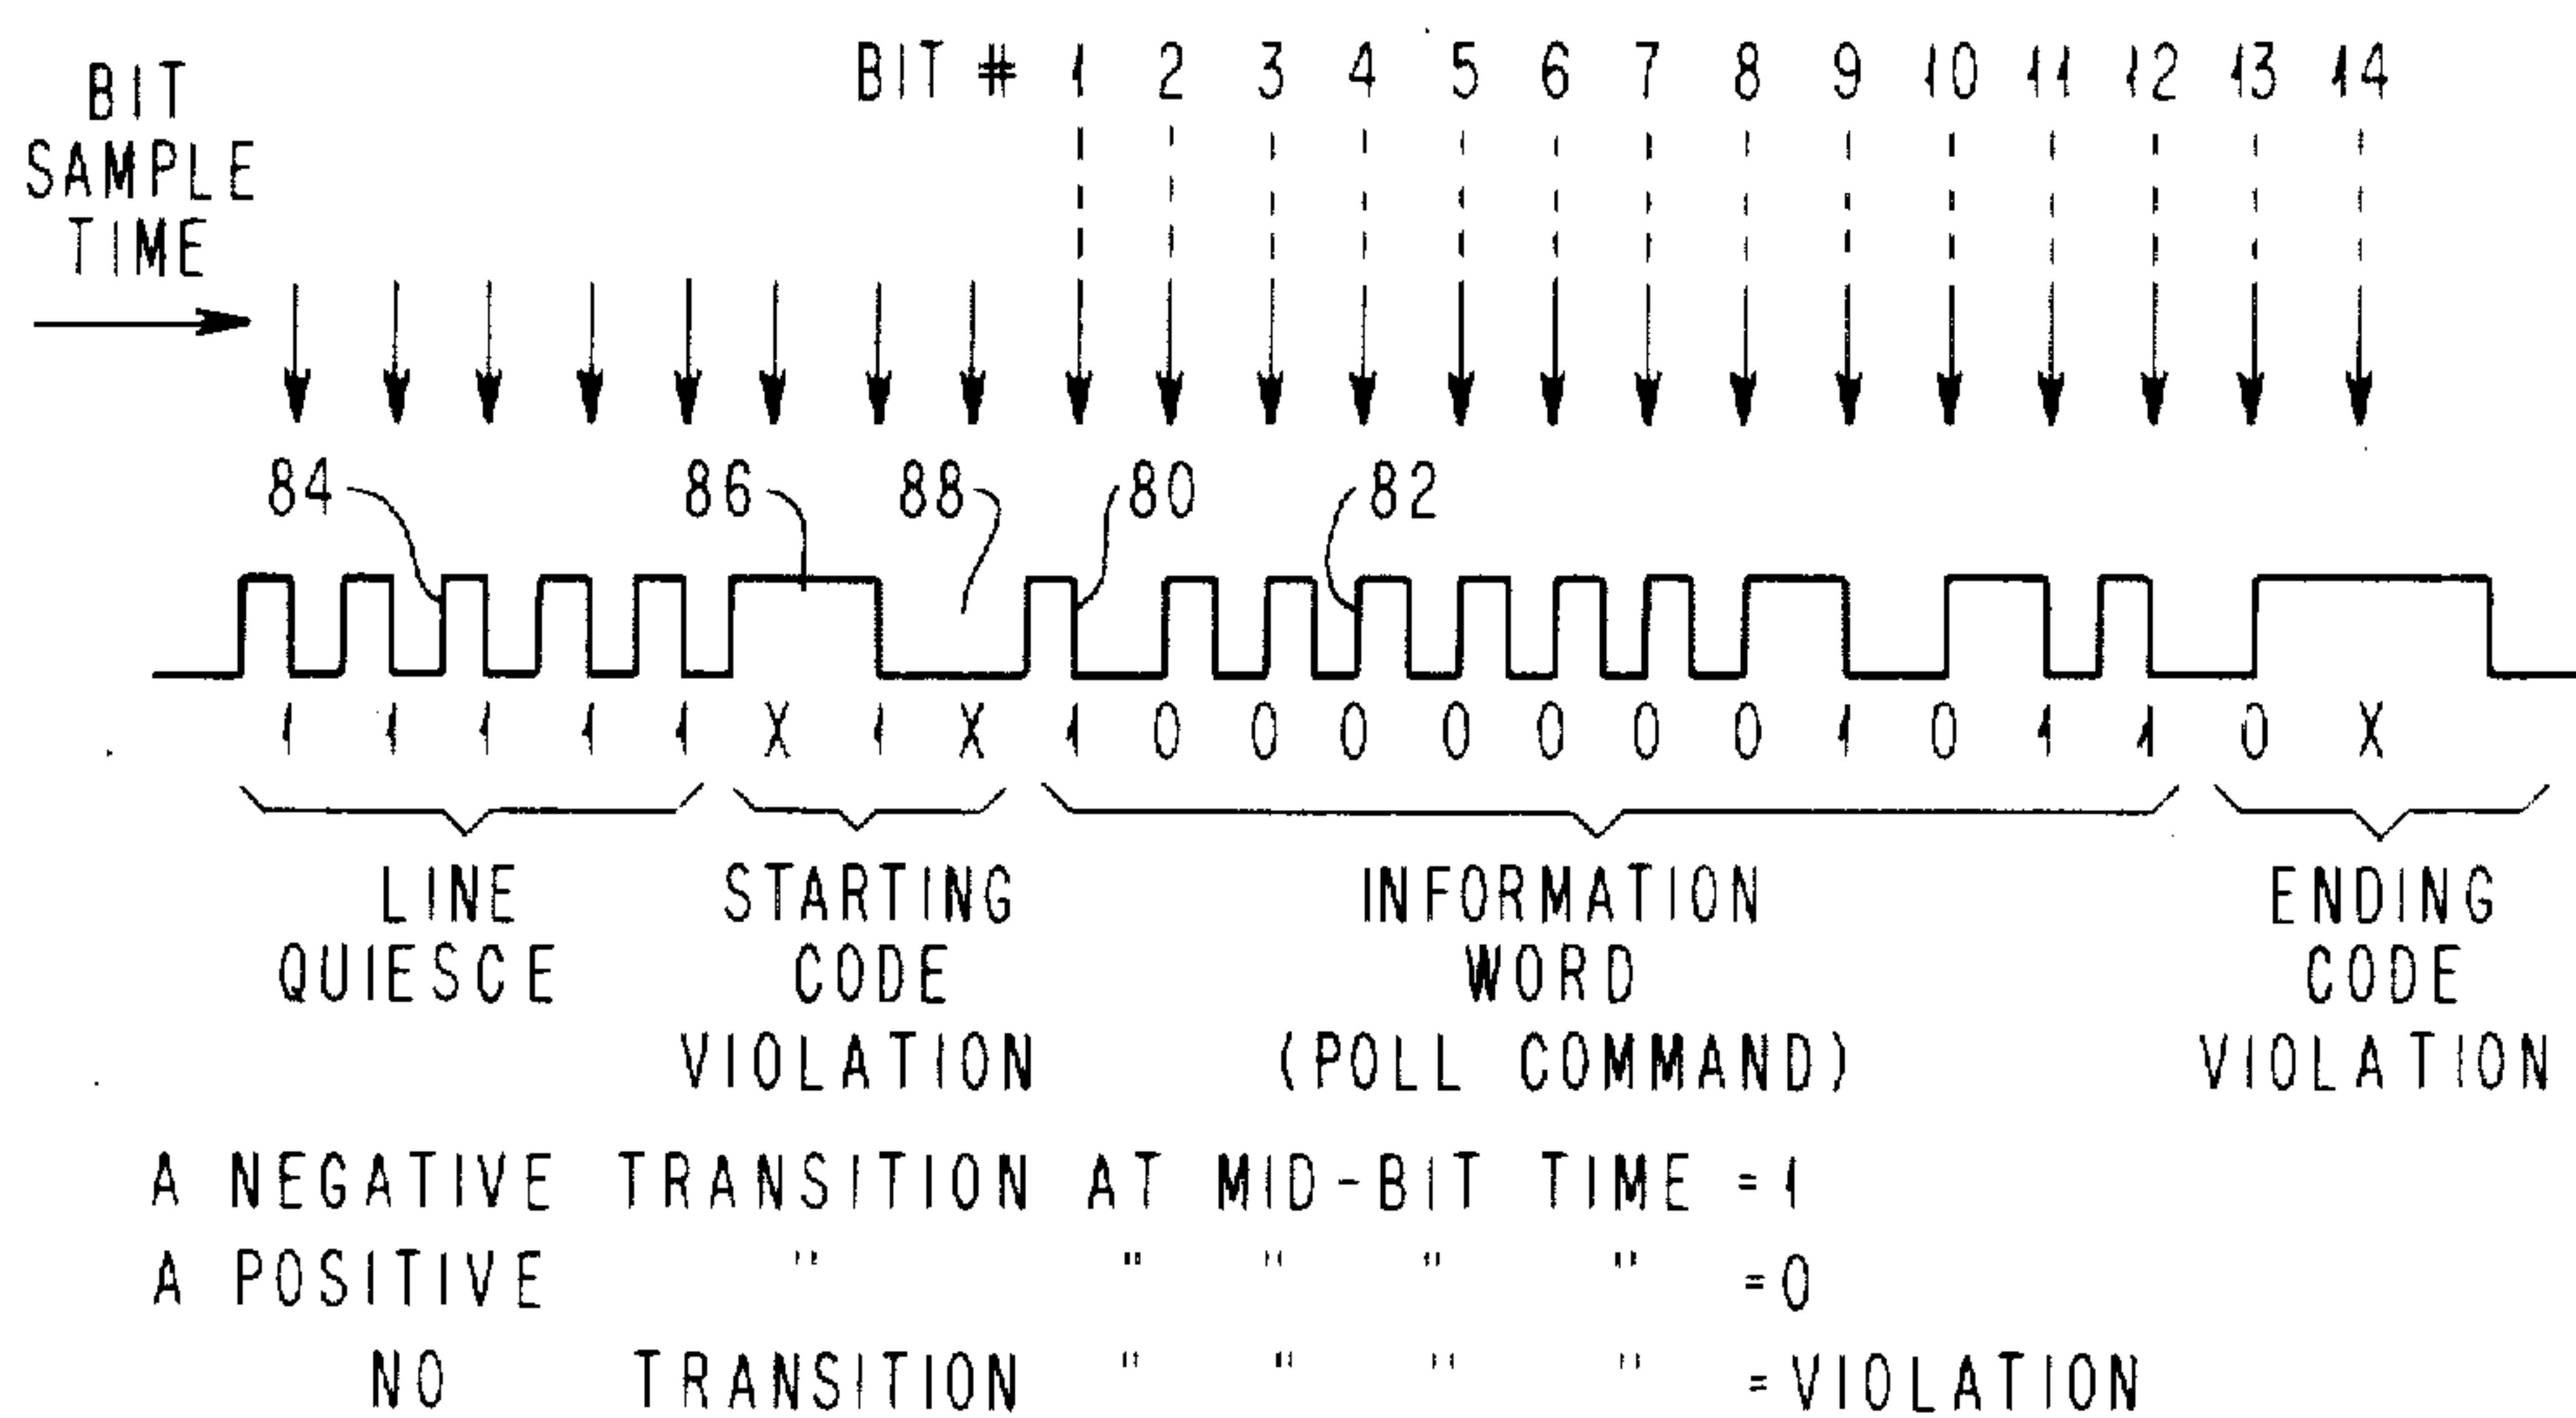 BIT # 1 2 3 4 5 6 7 8 9 10 11 12 13 14
BIT
SAMPLE
TIME
84 86 88 80 82
1 1 1 1 1 X 1 X 1 0 0 0 0 0 0 0 1 0 1 1 0 X
LINE
QUIESCE
STARTING
CODE
VIOLATION
INFORMATION
WORD
(POLL COMMAND)
ENDING
CODE
VIOLATION
A NEGATIVE TRANSITION AT MID-BIT TIME = 1
A POSITIVE " " " " " = 0
NO TRANSITION " " " " = VIOLATION